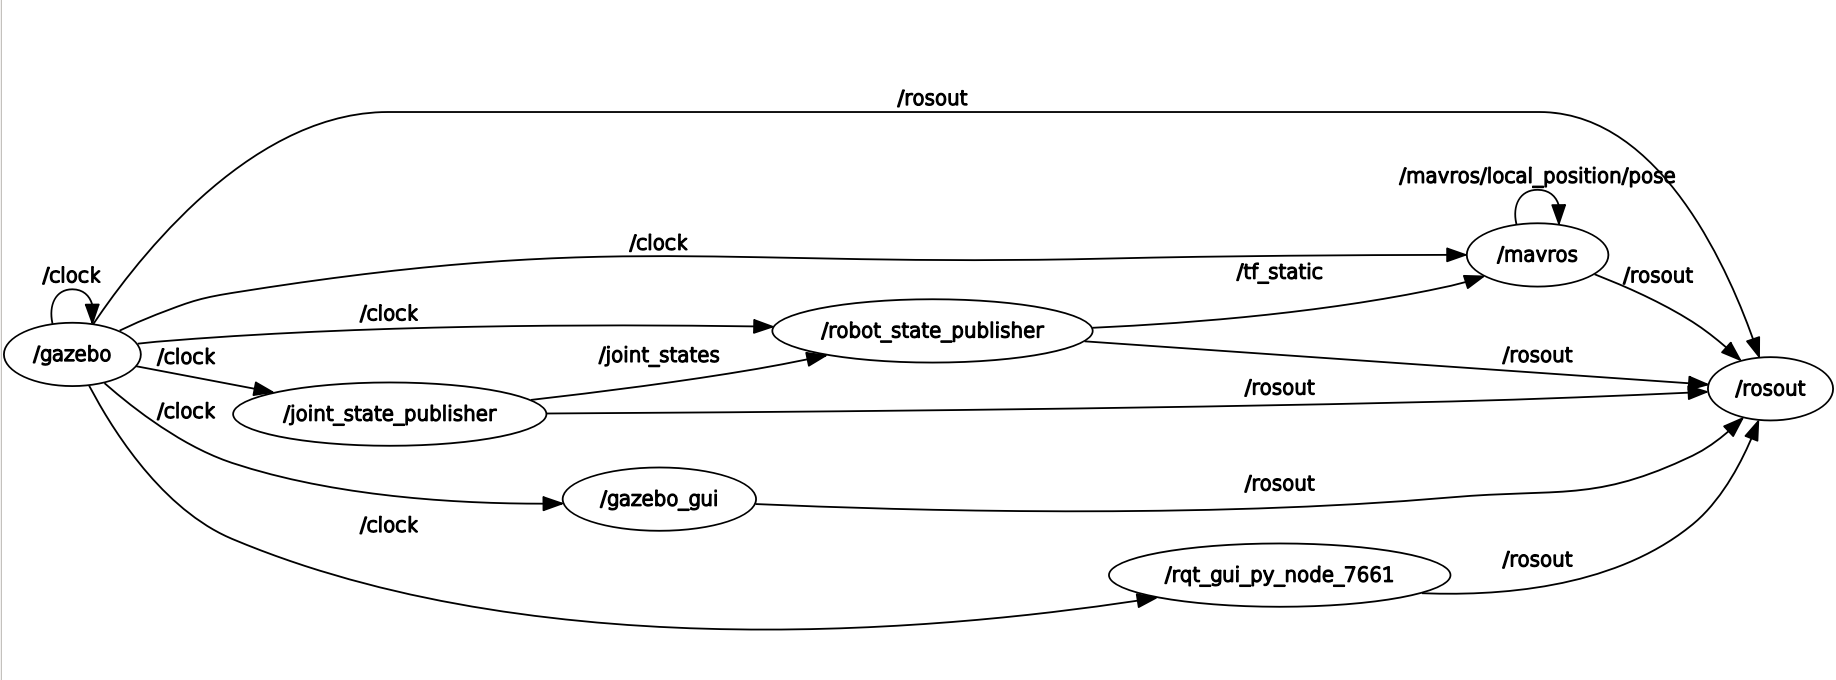 /rosout
/mavros/local_position/pose
/clock
/mavros
/clock
/tf_static
/rosout
/clock
/robot_state_publisher
/gazebo
/clock
/joint_states
/rosout
/rosout
/rosout
/clock
/joint_state_publisher
/gazebo_gui
/rosout
/clock
/rqt_gui_py_node_7661
/rosout